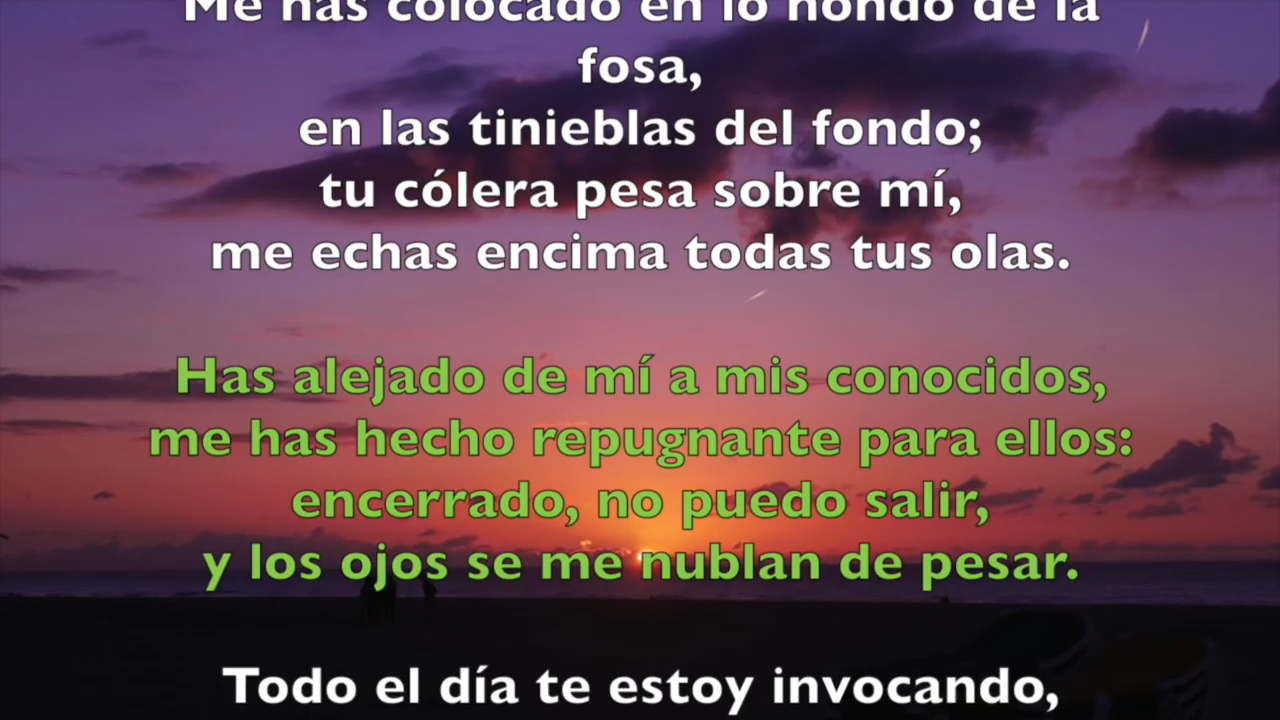 Me has colocado en lo hondo de la
fosa,
en las tinieblas del fondo;
tu cólera pesa sobre mí,
me echas encima todas tus olas.
Has alejado de mí a mis conocidos,
me has hecho repugnante para ellos:
encerrado, no puedo salir,
y los ojos se me nublan de pesar.
Todo el día te estoy invocando,